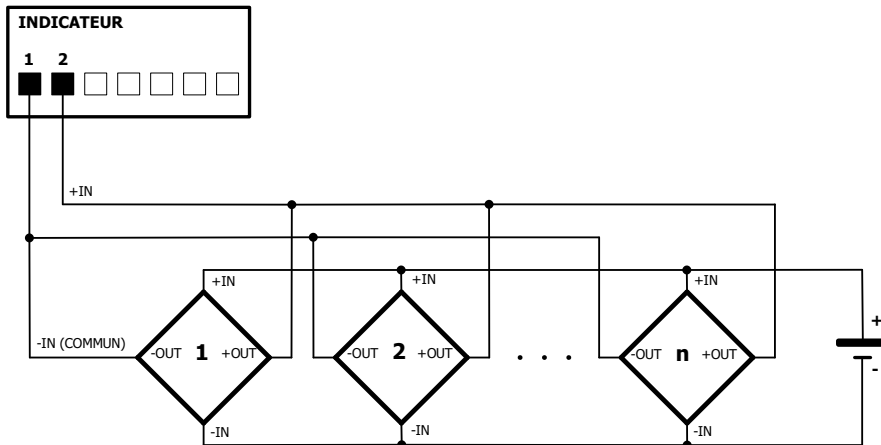 INDICATEUR
1 2
+IN
+IN +IN +IN
+
-IN (COMMUN) -OUT 1 +OUT -OUT 2 +OUT . . . -OUT n +OUT
-
-IN -IN -IN